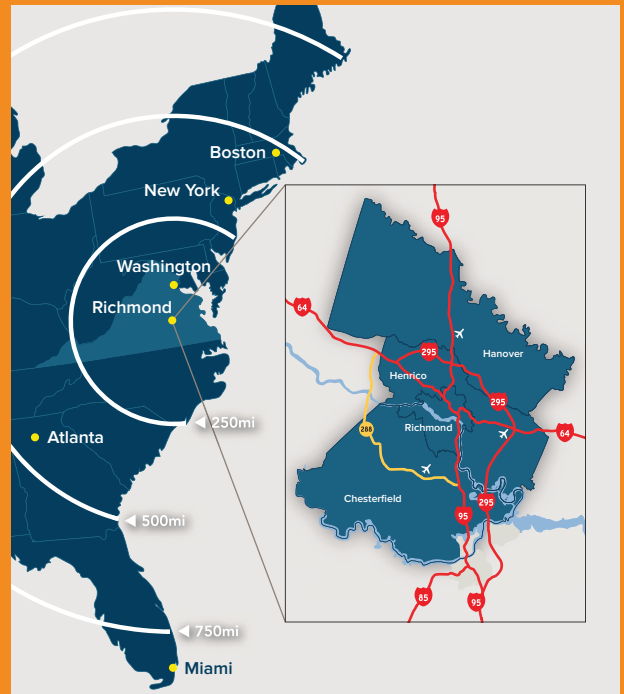 Boston
New York
Washington
Richmond
250mi
Atlanta
500mi
750mi
Miami
95
64
295
Hanover
Henrico
295
288
Richmond
64
Chesterfield
295
95
85
95